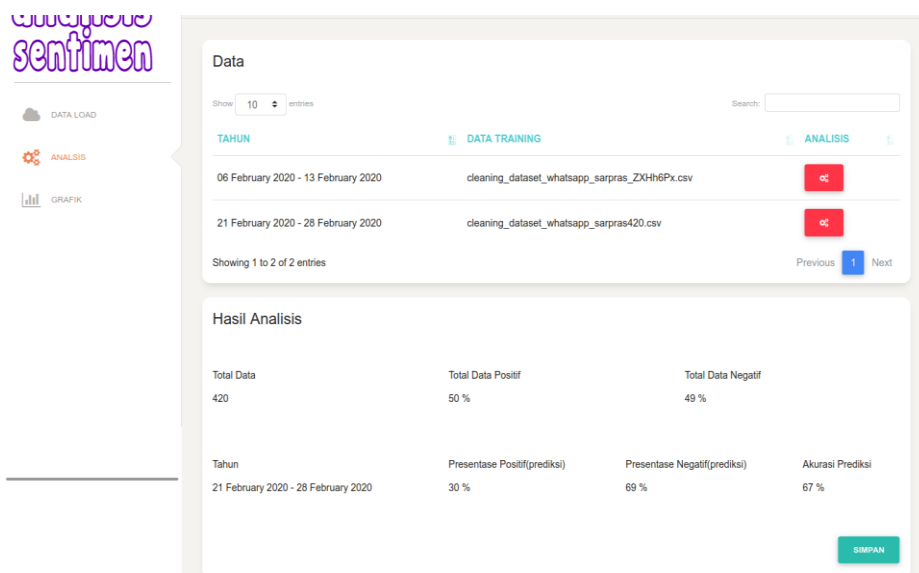 analisis
sentimen
DATA LOAD
ANALSIS
GRAFIK
Data
Show 10 entries Search:
TAHUN DATA TRAINING ANALISIS
06 February 2020 - 13 February 2020 cleaning_dataset_whatsapp_sarpras_ZXHh6Px.csv
21 February 2020 - 28 February 2020 cleaning_dataset_whatsapp_sarpras420.csv
Showing 1 to 2 of 2 entries Previous 1 Next
Hasil Analisis
Total Data Total Data Positif Total Data Negatif
420 50 % 49 %
Tahun Presentase Positif(prediksi) Presentase Negatif(prediksi) Akurasi Prediksi
21 February 2020 - 28 February 2020 30 % 69 % 67 %
SIMPAN